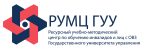 РУМЦ ГУУ
Ресурсный учебно-методический
центр по обучению инвалидов и лиц с ОВЗ
Государственного университета управления